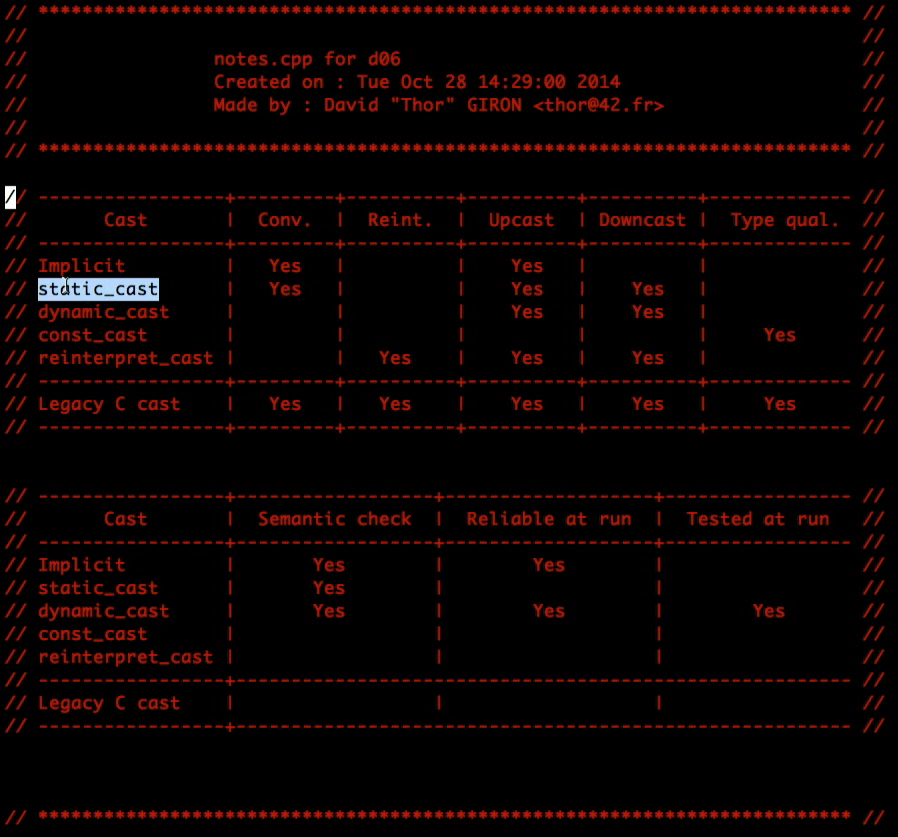 // ************************************************************************** //
//                                                                            //
//                notes.cpp for d06                                           //
//                Created on : Tue Oct 28 14:29:00 2014                       //
//                Made by : David "Thor" GIRON <thor@42.fr>                   //
//                                                                            //
// ************************************************************************** //
// -----------------+---------+----------+----------+----------+------------- //
//       Cast       |  Conv.  |  Reint.  |  Upcast  | Downcast |  Type qual.  //
// -----------------+---------+----------+----------+----------+------------- //
// Implicit         |   Yes   |          |    Yes   |          |              //
// static_cast      |   Yes   |          |    Yes   |    Yes   |              //
// dynamic_cast     |         |          |    Yes   |    Yes   |              //
// const_cast       |         |          |          |          |     Yes      //
// reinterpret_cast |         |   Yes    |    Yes   |    Yes   |              //
// -----------------+---------+----------+----------+----------+------------- //
// Legacy C cast    |   Yes   |   Yes    |    Yes   |    Yes   |     Yes      //
// -----------------+---------+----------+----------+----------+------------- //
// -----------------+------------------+-------------------+----------------- //
//       Cast       |  Semantic check  |  Reliable at run  |  Tested at run   //
// -----------------+------------------+-------------------+----------------- //
// Implicit         |       Yes        |        Yes        |                  //
// static_cast      |       Yes        |                   |                  //
// dynamic_cast     |       Yes        |        Yes        |        Yes       //
// const_cast       |                  |                   |                  //
// reinterpret_cast |                  |                   |                  //
// -----------------+-------------------------------------------------------- //
// Legacy C cast    |                  |                   |                  //
// -----------------+-------------------------------------------------------- //
// ************************************************************************** //